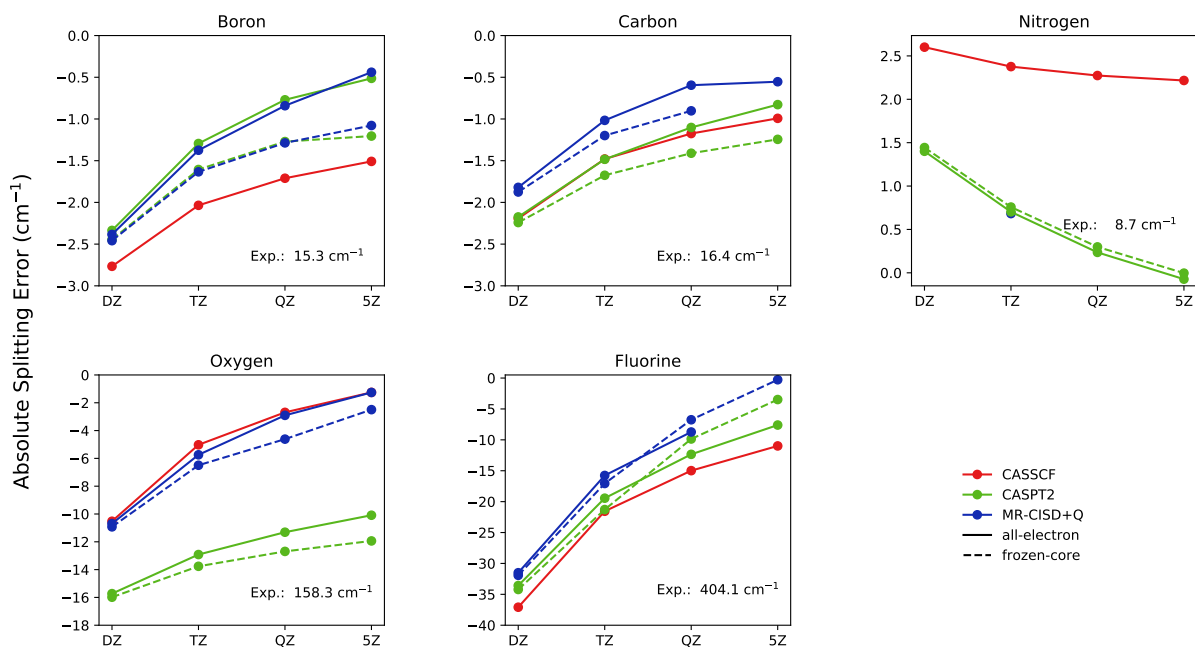 Boron
0.0
−0.5
−1.0
−1.5
−2.0
−2.5
−3.0
DZ TZ QZ 5Z
Exp.: 15.3 cm⁻¹
Carbon
0.0
−0.5
−1.0
−1.5
−2.0
−2.5
−3.0
DZ TZ QZ 5Z
Exp.: 16.4 cm⁻¹
Nitrogen
2.5
2.0
1.5
1.0
0.5
0.0
DZ TZ QZ 5Z
Exp.: 8.7 cm⁻¹
Absolute Splitting Error (cm⁻¹)
Oxygen
0
−2
−4
−6
−8
−10
−12
−14
−16
−18
DZ TZ QZ 5Z
Exp.: 158.3 cm⁻¹
Fluorine
0
−5
−10
−15
−20
−25
−30
−35
−40
DZ TZ QZ 5Z
Exp.: 404.1 cm⁻¹
CASSCF
CASPT2
MR-CISD+Q
all-electron
frozen-core